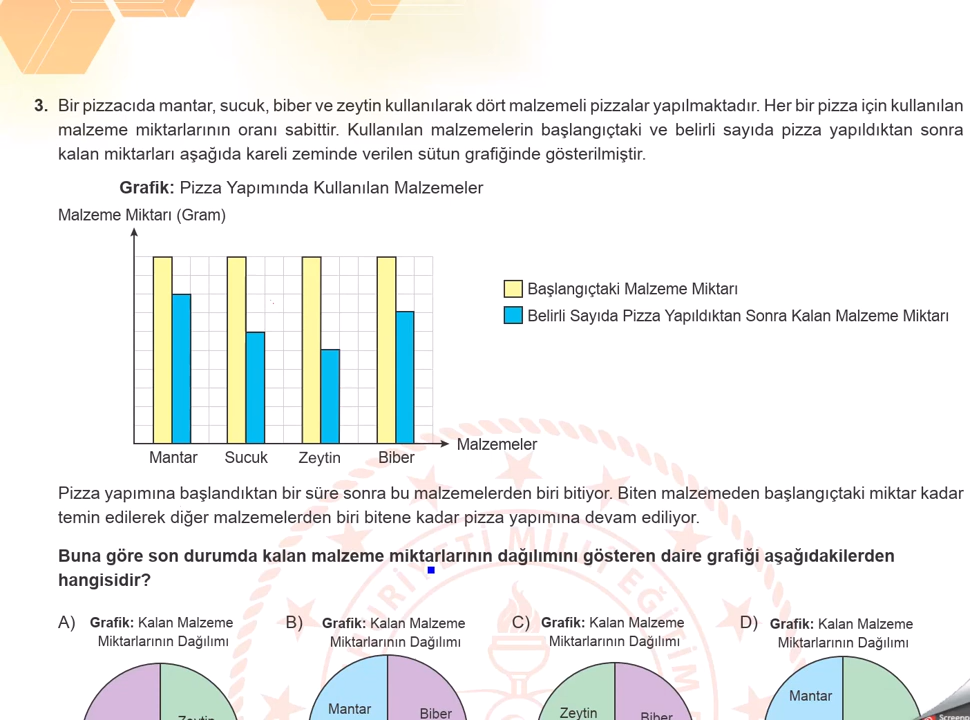 3. Bir pizzacıda mantar, sucuk, biber ve zeytin kullanılarak dört malzemeli pizzalar yapılmaktadır. Her bir pizza için kullanılan
malzeme miktarlarının oranı sabittir. Kullanılan malzemelerin başlangıçtaki ve belirli sayıda pizza yapıldıktan sonra
kalan miktarları aşağıda kareli zeminde verilen sütun grafiğinde gösterilmiştir.
Grafik: Pizza Yapımında Kullanılan Malzemeler
Malzeme Miktarı (Gram)
Başlangıçtaki Malzeme Miktarı
Belirli Sayıda Pizza Yapıldıktan Sonra Kalan Malzeme Miktarı
Malzemeler
Mantar Sucuk Zeytin Biber
Pizza yapımına başlandıktan bir süre sonra bu malzemelerden biri bitiyor. Biten malzemeden başlangıçtaki miktar kadar
temin edilerek diğer malzemelerden biri bitene kadar pizza yapımına devam ediliyor.
Buna göre son durumda kalan malzeme miktarlarının dağılımını gösteren daire grafiği aşağıdakilerden
hangisidir?
A) Grafik: Kalan Malzeme
Miktarlarının Dağılımı
B) Grafik: Kalan Malzeme
Miktarlarının Dağılımı
C) Grafik: Kalan Malzeme
Miktarlarının Dağılımı
D) Grafik: Kalan Malzeme
Miktarlarının Dağılımı
Zeytin
Mantar
Biber
Zeytin
Biber
Mantar